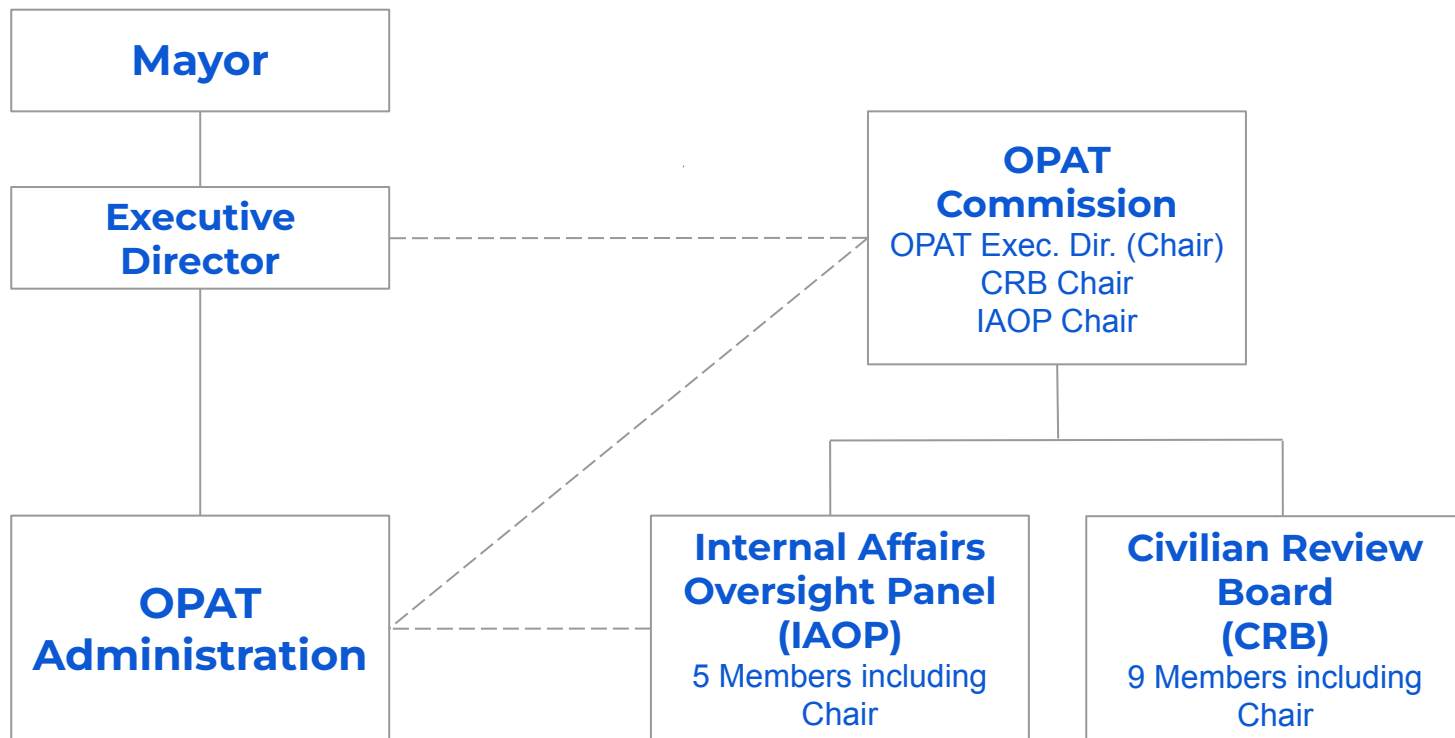 Mayor
Executive
Director
OPAT
Commission
OPAT Exec. Dir. (Chair)
CRB Chair
IAOP Chair
OPAT
Administration
Internal Affairs
Oversight Panel
(IAOP)
5 Members including
Chair
Civilian Review
Board
(CRB)
9 Members including
Chair